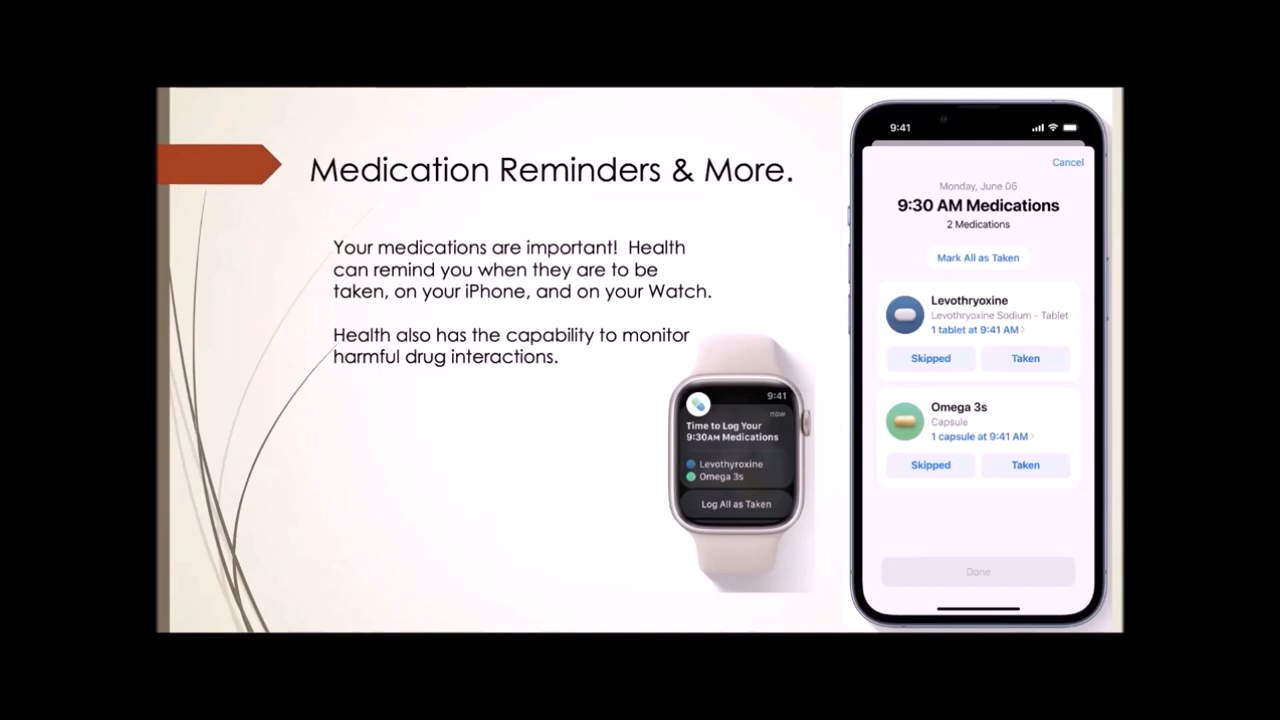 Medication Reminders & More.
Your medications are important!  Health
can remind you when they are to be
taken, on your iPhone, and on your Watch.
Health also has the capability to monitor
harmful drug interactions.
9:41
now
Time to Log Your
9:30AM Medications
Levothyroxine
Omega 3s
Log All as Taken
9:41
Cancel
Monday, June 06
9:30 AM Medications
2 Medications
Mark All as Taken
Levothryoxine
Levothryoxine Sodium - Tablet
1 tablet at 9:41 AM
Skipped Taken
Omega 3s
Capsule
1 capsule at 9:41 AM
Skipped Taken
Done